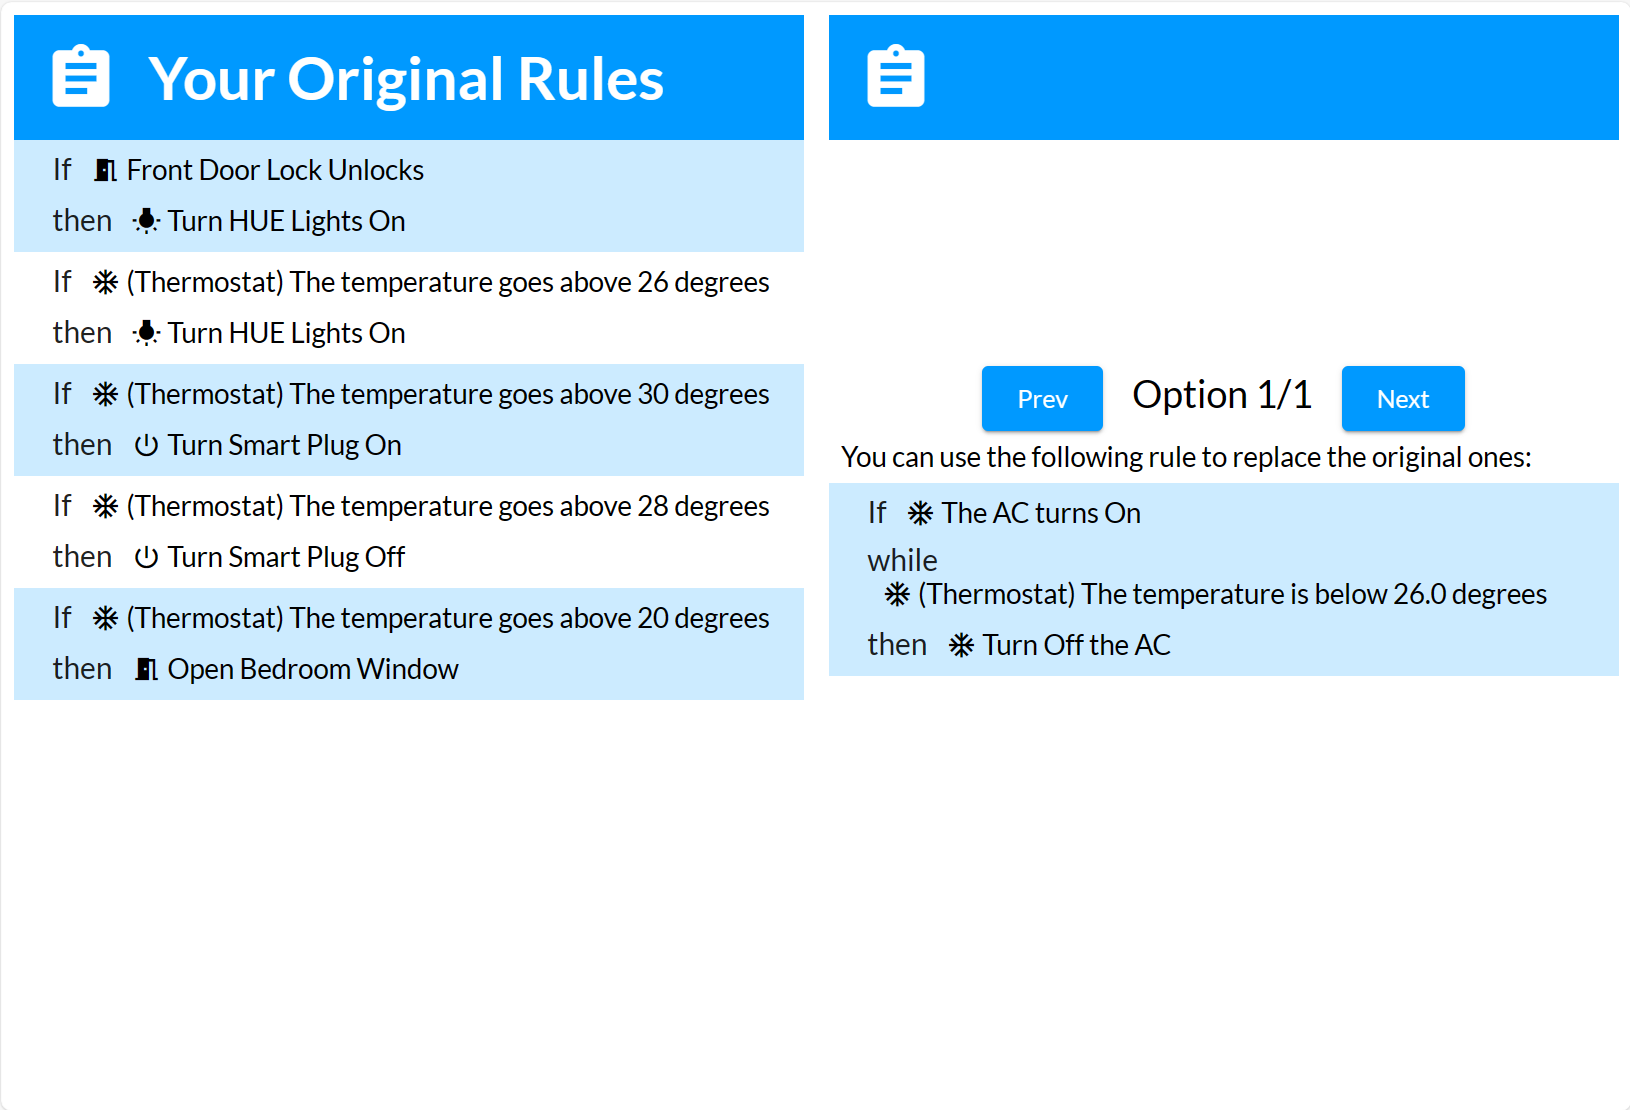 Your Original Rules
If Front Door Lock Unlocks
then Turn HUE Lights On
If (Thermostat) The temperature goes above 26 degrees
then Turn HUE Lights On
If (Thermostat) The temperature goes above 30 degrees
then Turn Smart Plug On
If (Thermostat) The temperature goes above 28 degrees
then Turn Smart Plug Off
If (Thermostat) The temperature goes above 20 degrees
then Open Bedroom Window
Prev Option 1/1 Next
You can use the following rule to replace the original ones:
If The AC turns On
while
(Thermostat) The temperature is below 26.0 degrees
then Turn Off the AC